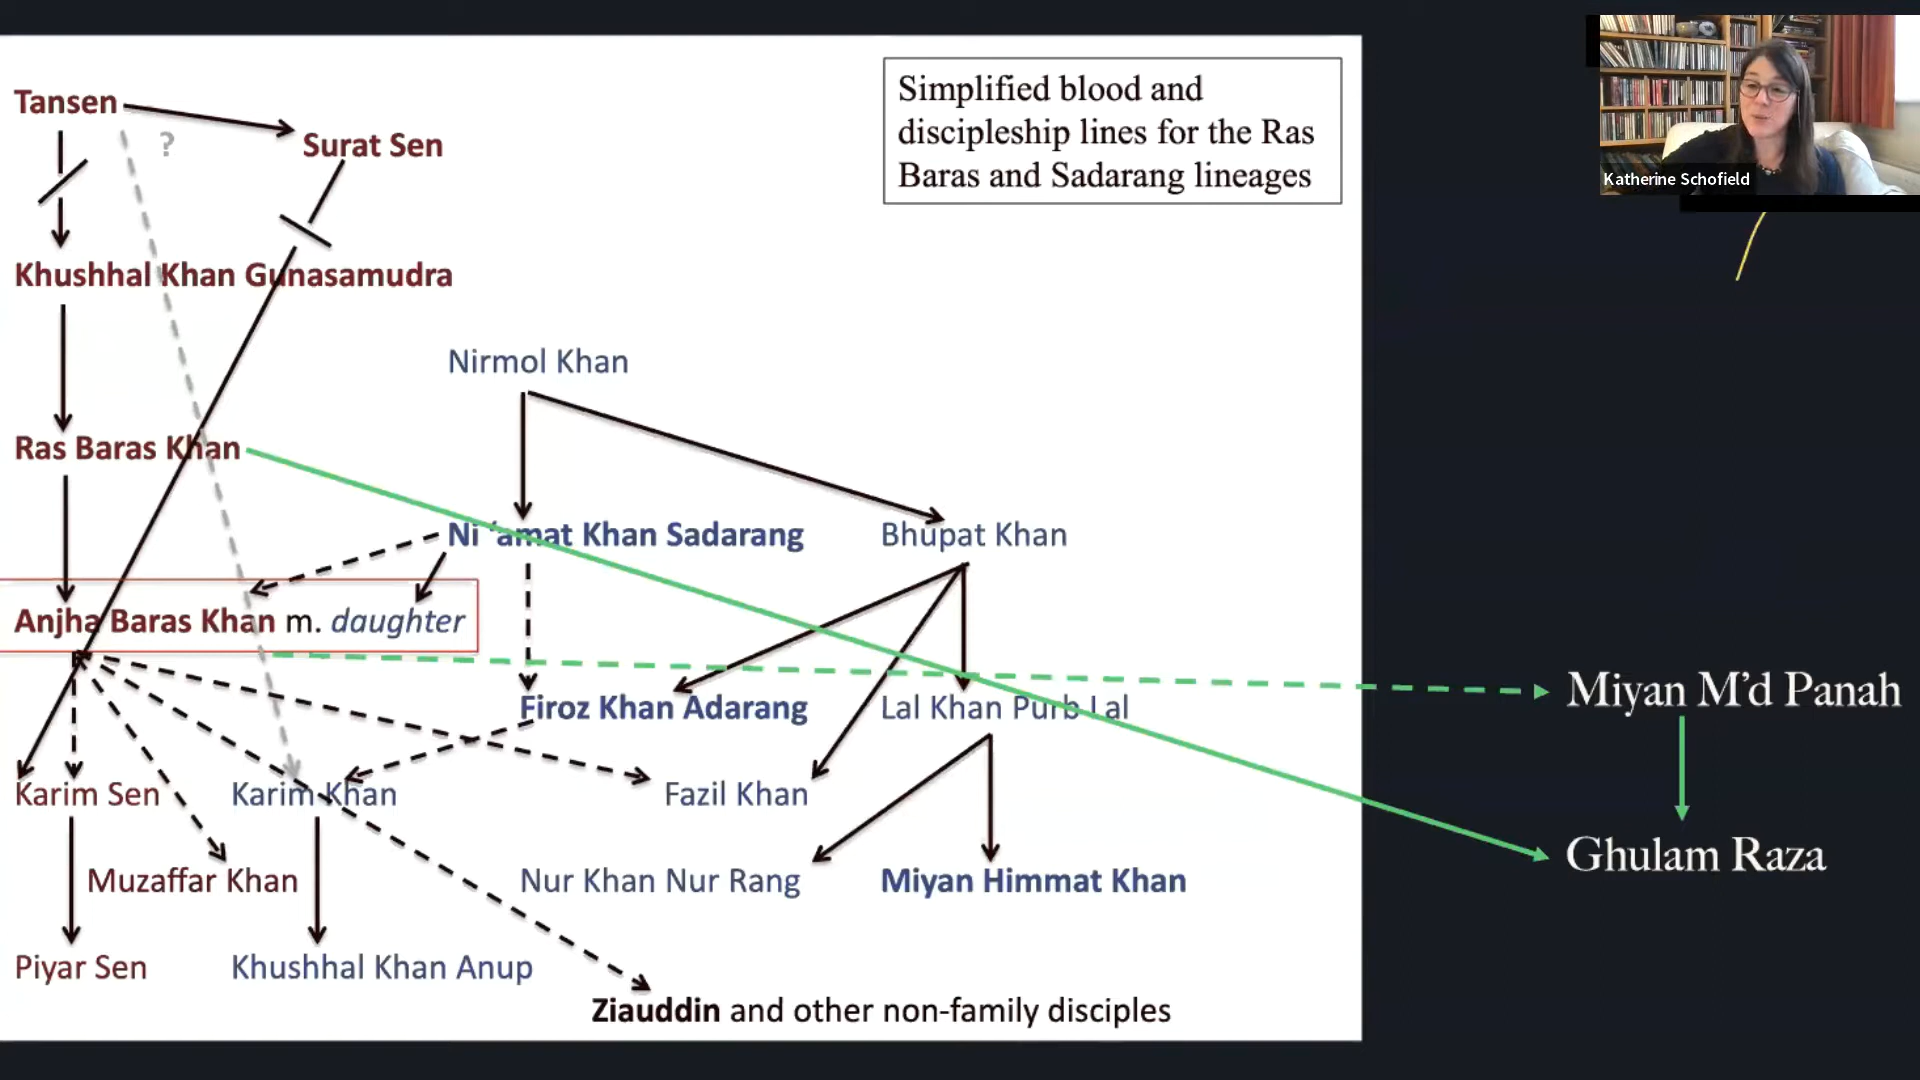 Simplified blood and
discipleship lines for the Ras
Baras and Sadarang lineages
Katherine Schofield
Tansen
?
Surat Sen
Khushhal Khan Gunasamudra
Nirmol Khan
Ras Baras Khan
Ni 'amat Khan Sadarang
Bhupat Khan
Anjha Baras Khan m. daughter
Miyan M'd Panah
Firoz Khan Adarang
Lal Khan Purb Lal
Karim Sen
Karim Khan
Fazil Khan
Ghulam Raza
Muzaffar Khan
Nur Khan Nur Rang
Miyan Himmat Khan
Piyar Sen
Khushhal Khan Anup
Ziauddin and other non-family disciples